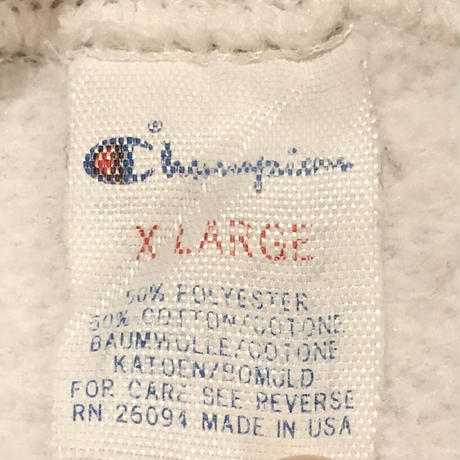 ®
Champion
X LARGE
50% POLYESTER
50% COTTON/COTONE
BAUMWOLLE/COTONE
KATOEN/BOMULD
FOR CARE SEE REVERSE
RN 26094 MADE IN USA